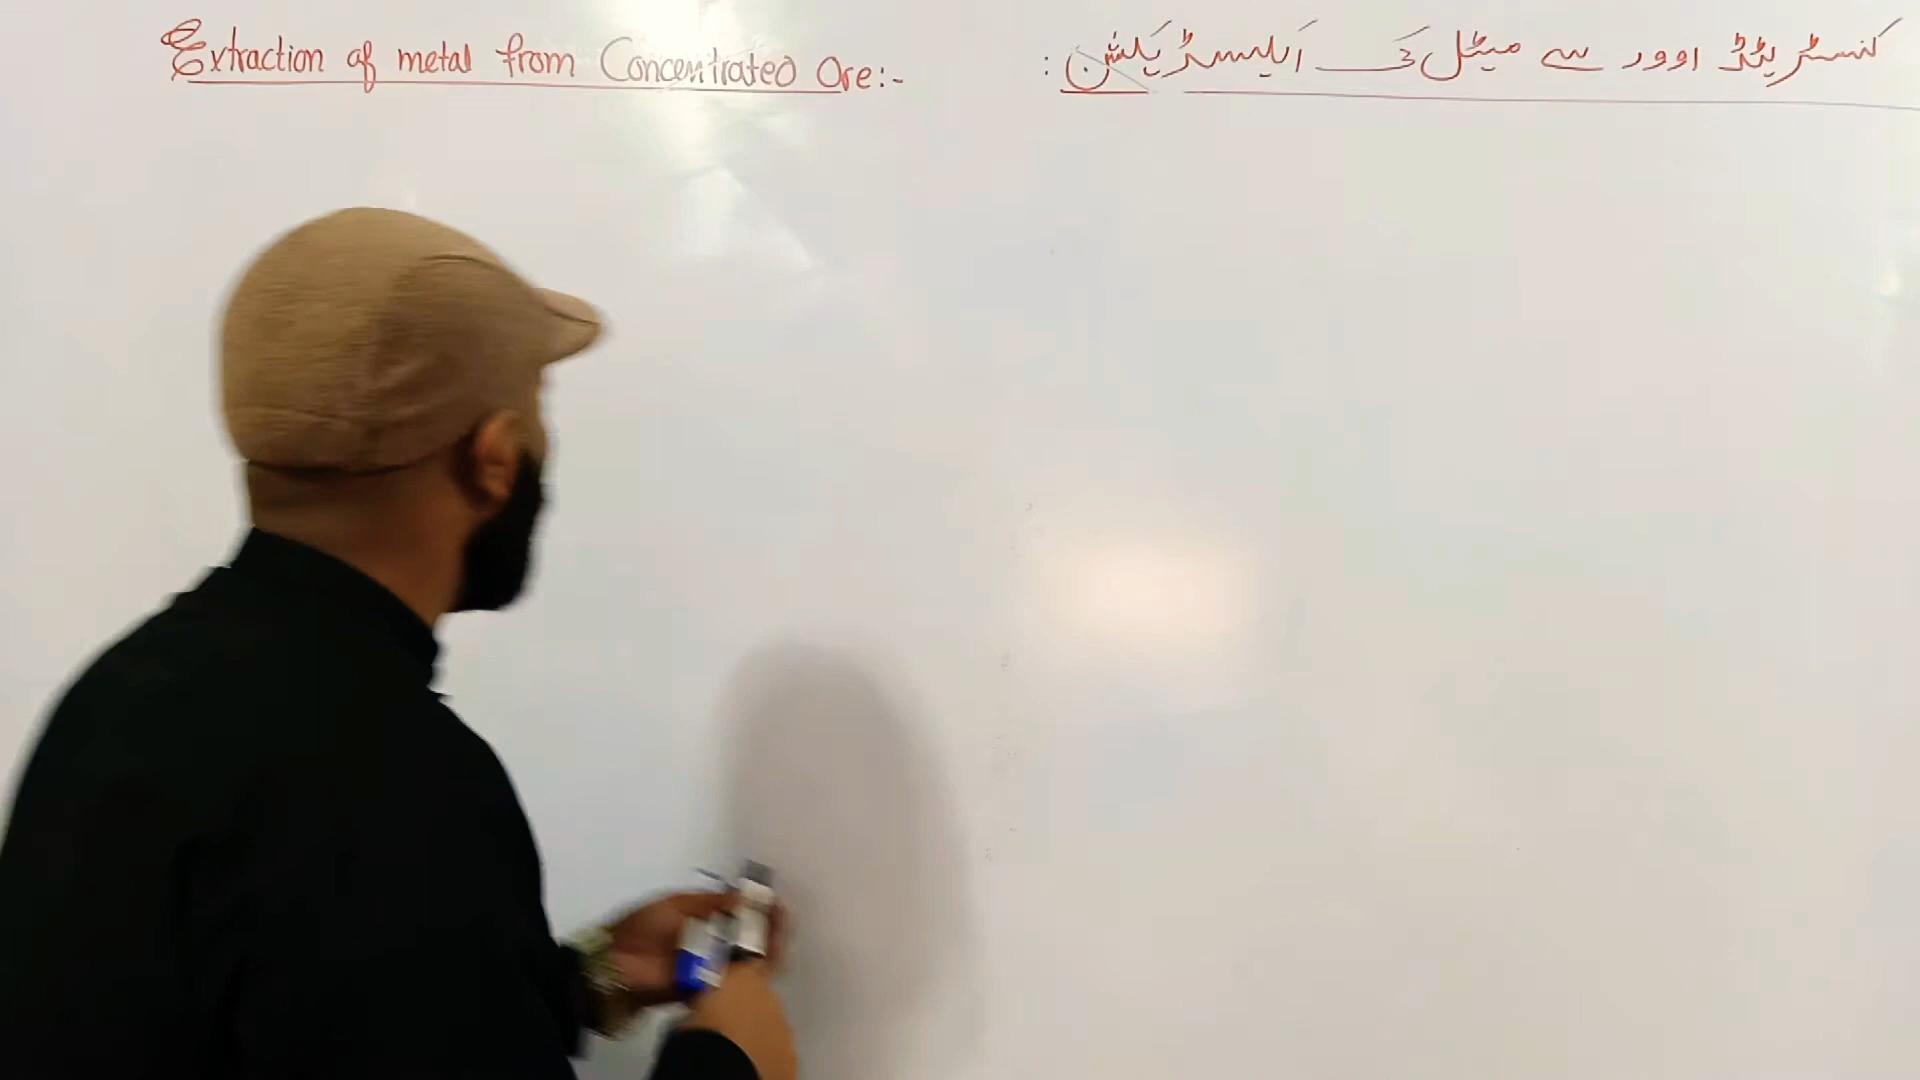 Extraction of metal from Concentrated Ore:-
کنسنٹریٹڈ اوور سے میٹل کی ایکسٹریکشن :